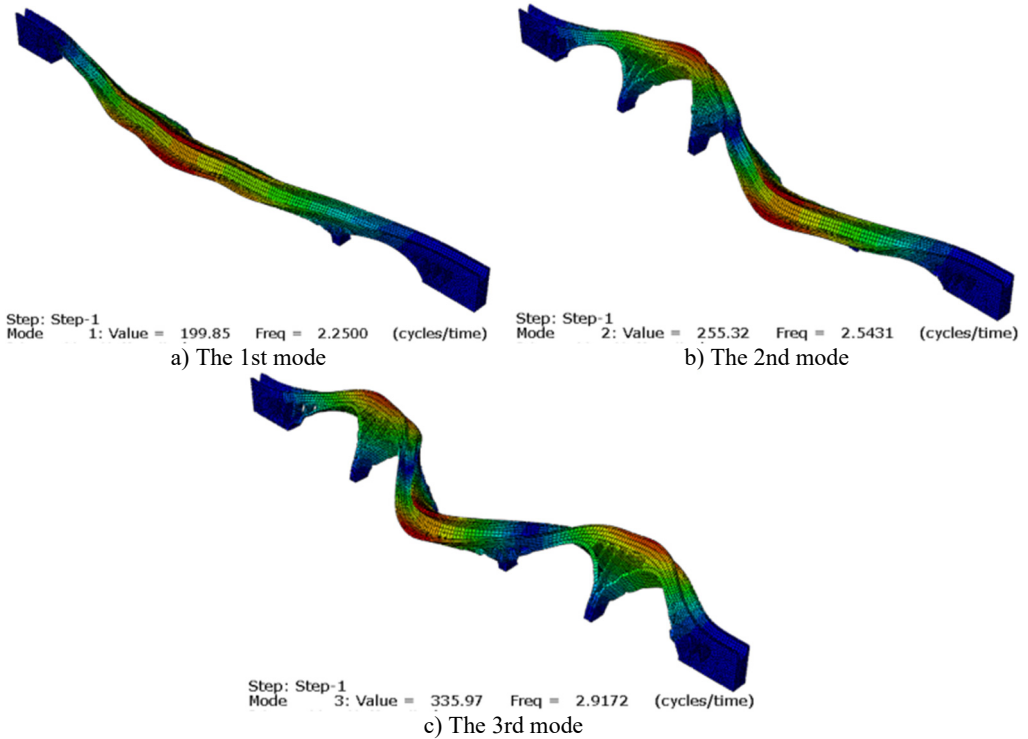 Step: Step-1
Mode 1: Value = 199.85 Freq = 2.2500 (cycles/time)
a) The 1st mode
Step: Step-1
Mode 2: Value = 255.32 Freq = 2.5431 (cycles/time)
b) The 2nd mode
Step: Step-1
Mode 3: Value = 335.97 Freq = 2.9172 (cycles/time)
c) The 3rd mode